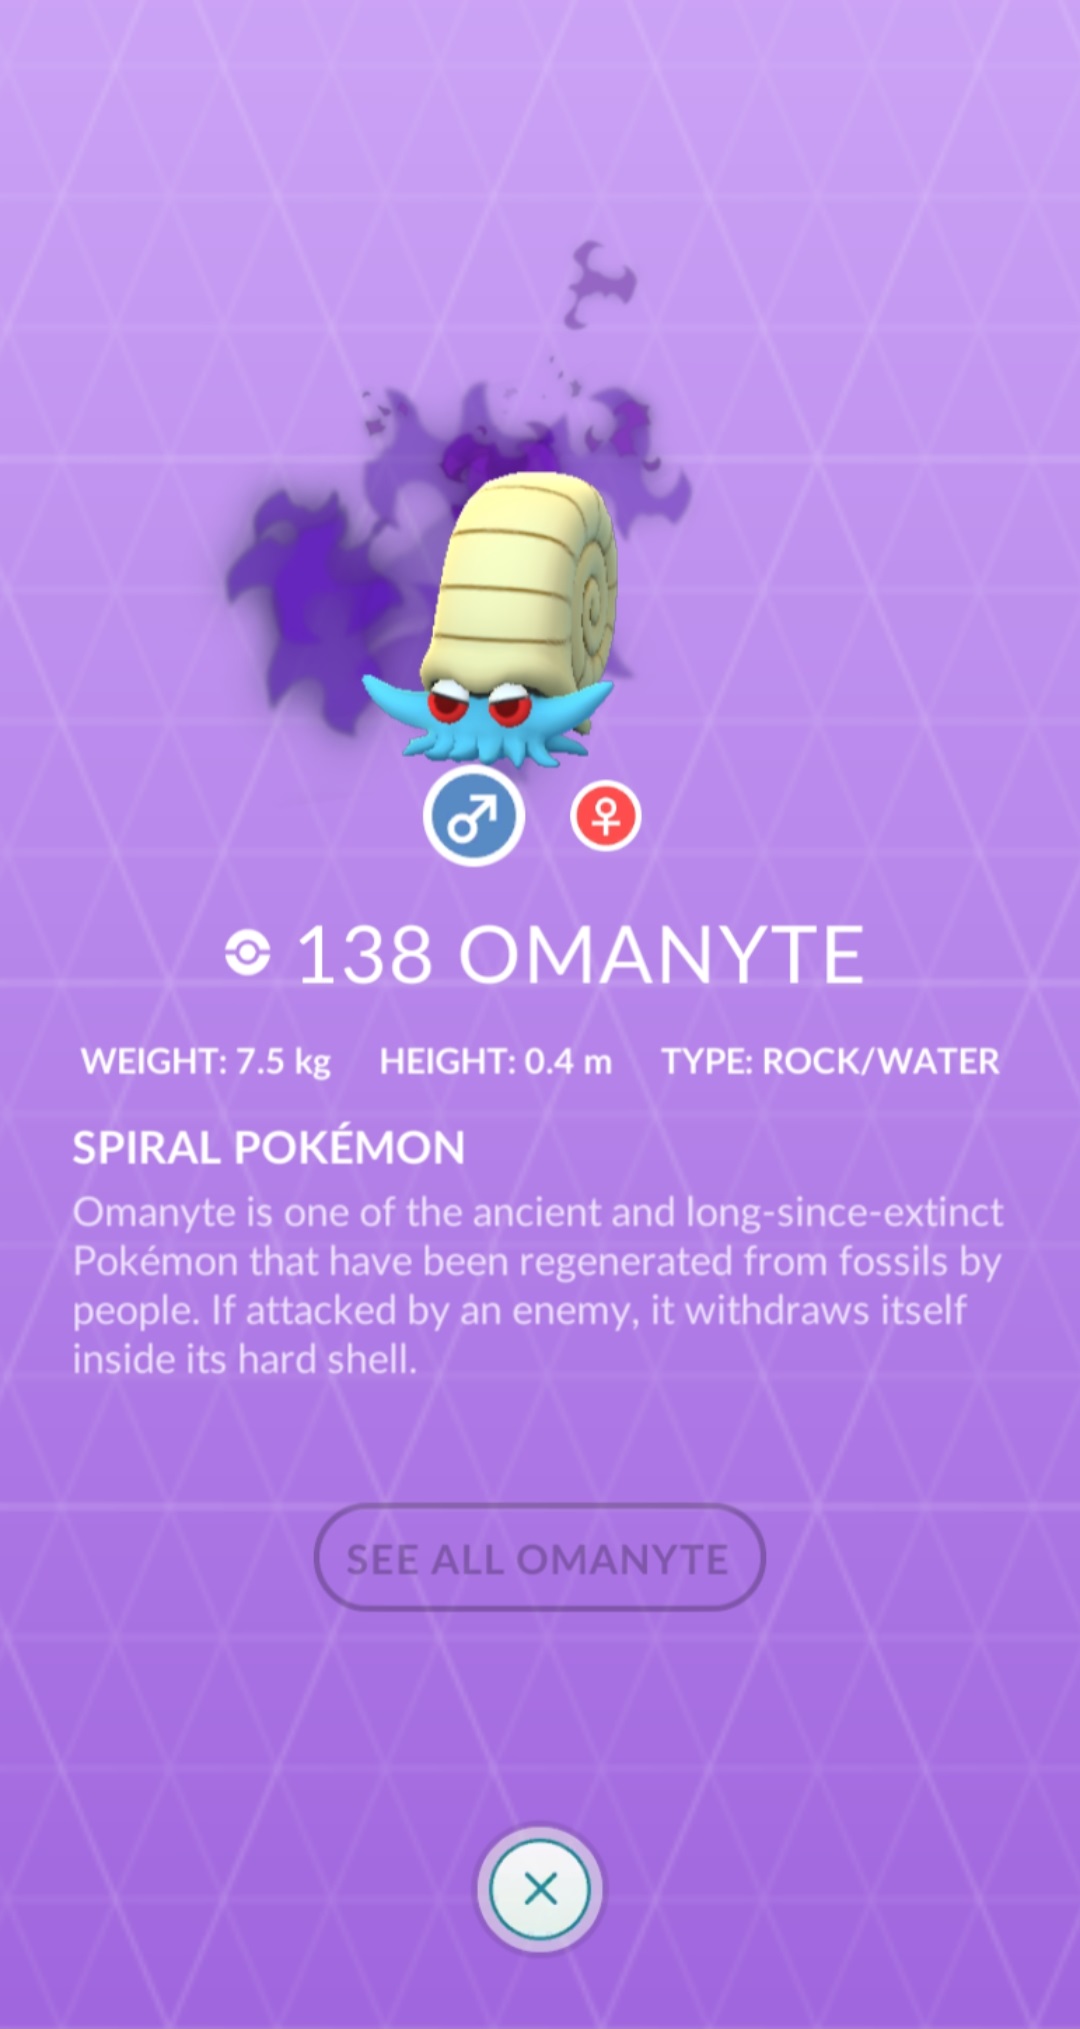 138 OMANYTE
WEIGHT: 7.5 kg HEIGHT: 0.4 m TYPE: ROCK/WATER
SPIRAL POKÉMON
Omanyte is one of the ancient and long-since-extinct
Pokémon that have been regenerated from fossils by
people. If attacked by an enemy, it withdraws itself
inside its hard shell.
SEE ALL OMANYTE